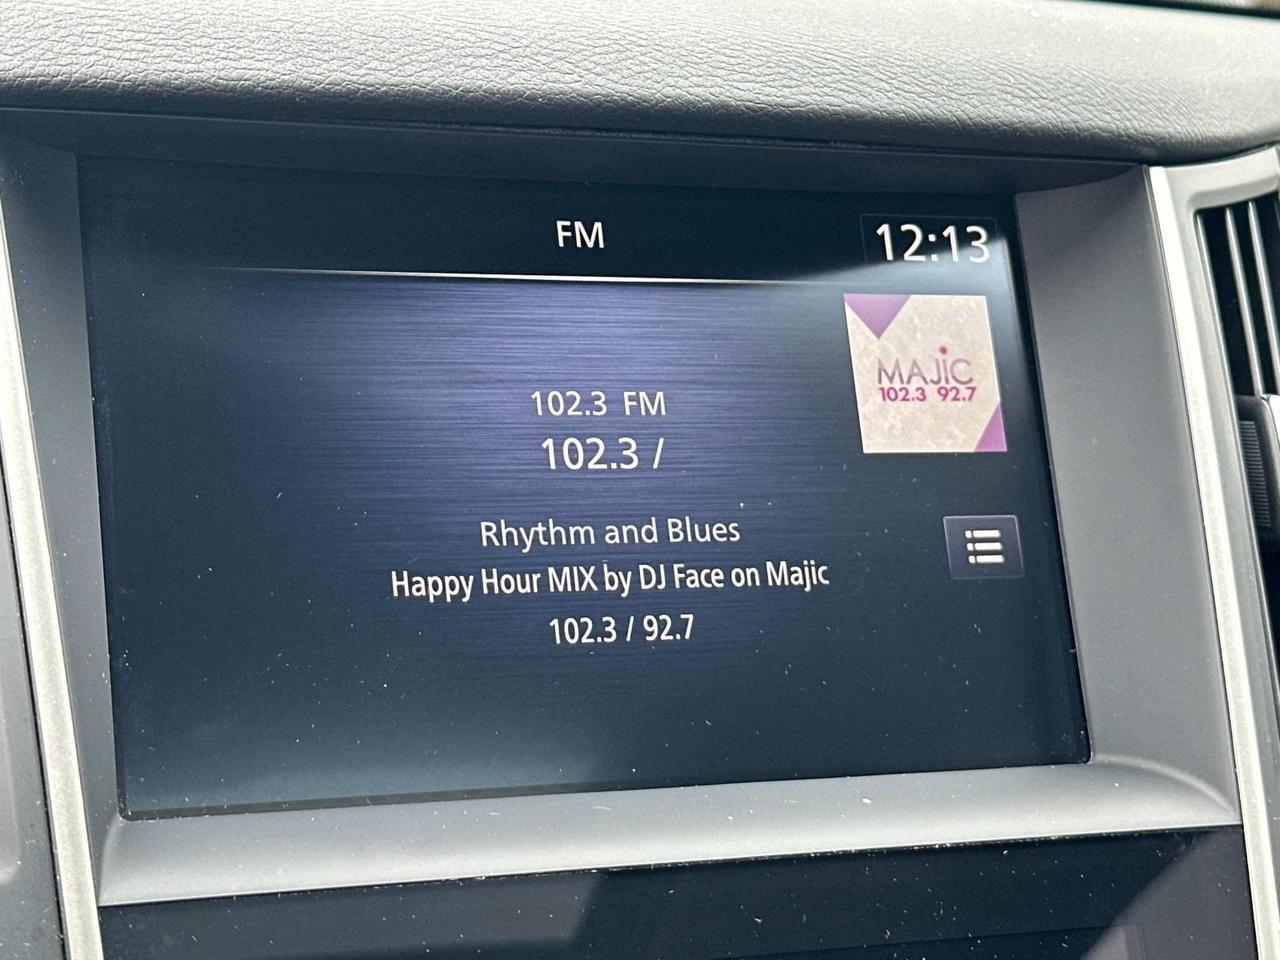 FM
12:13
MAJiC
102.3 92.7
102.3 FM
102.3 /
Rhythm and Blues
Happy Hour MIX by DJ Face on Majic
102.3 / 92.7